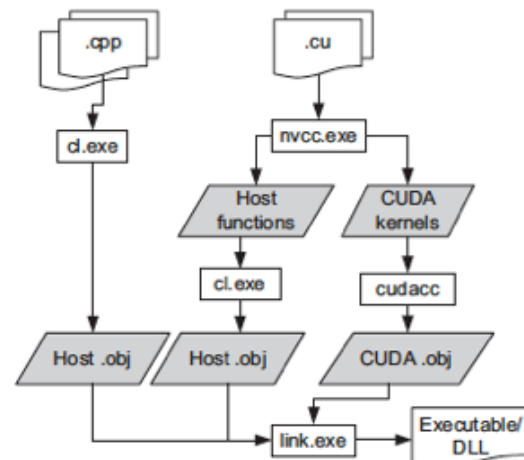 .cpp
.cu
cl.exe
nvcc.exe
Host
functions
CUDA
kernels
cl.exe
cudacc
Host .obj
Host .obj
CUDA .obj
link.exe
Executable/
DLL